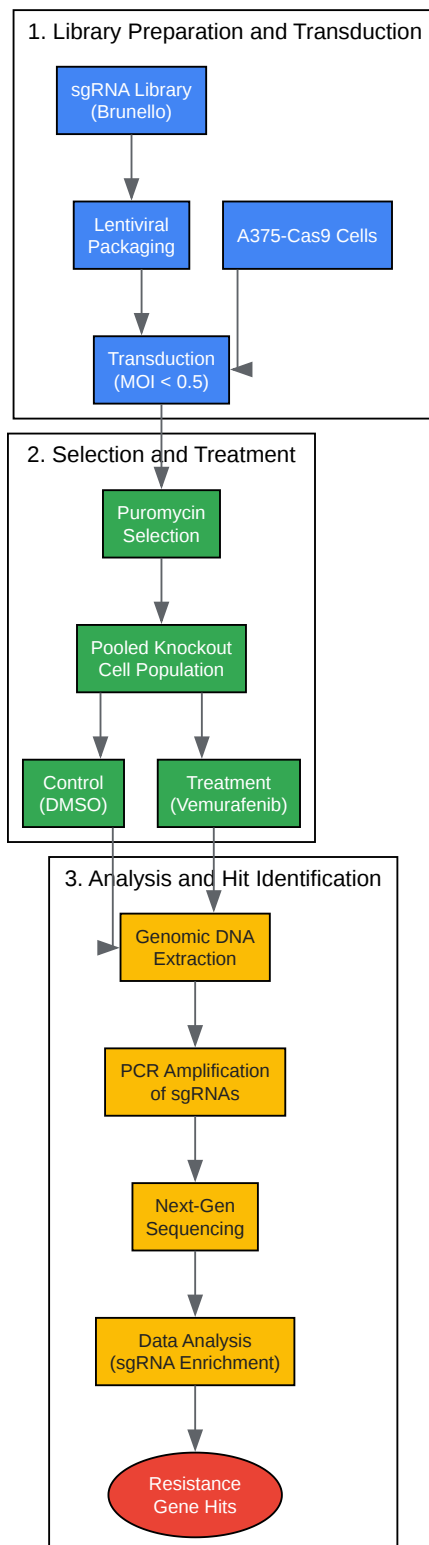 1. Library Preparation and Transduction
sgRNA Library
(Brunello)
Lentiviral
Packaging
A375-Cas9 Cells
Transduction
(MOI < 0.5)
2. Selection and Treatment
Puromycin
Selection
Pooled Knockout
Cell Population
Control
(DMSO)
Treatment
(Vemurafenib)
3. Analysis and Hit Identification
Genomic DNA
Extraction
PCR Amplification
of sgRNAs
Next-Gen
Sequencing
Data Analysis
(sgRNA Enrichment)
Resistance
Gene Hits